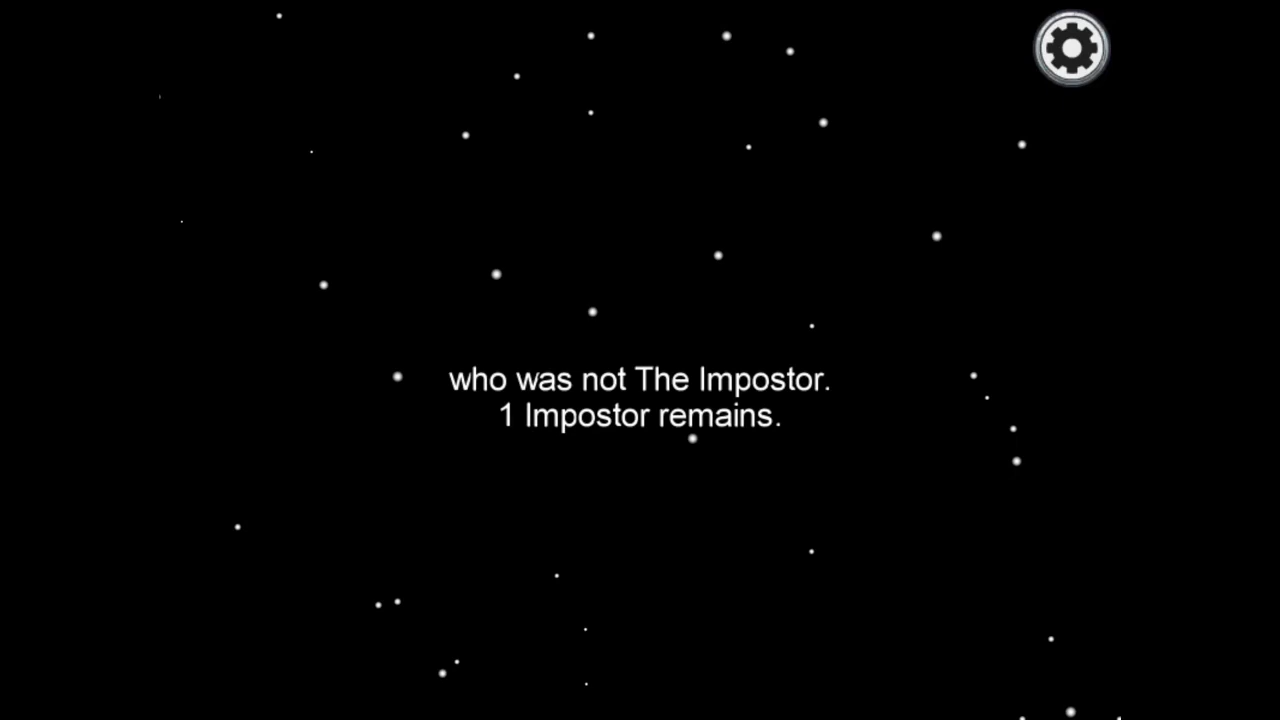 who was not The Impostor.
1 Impostor remains.